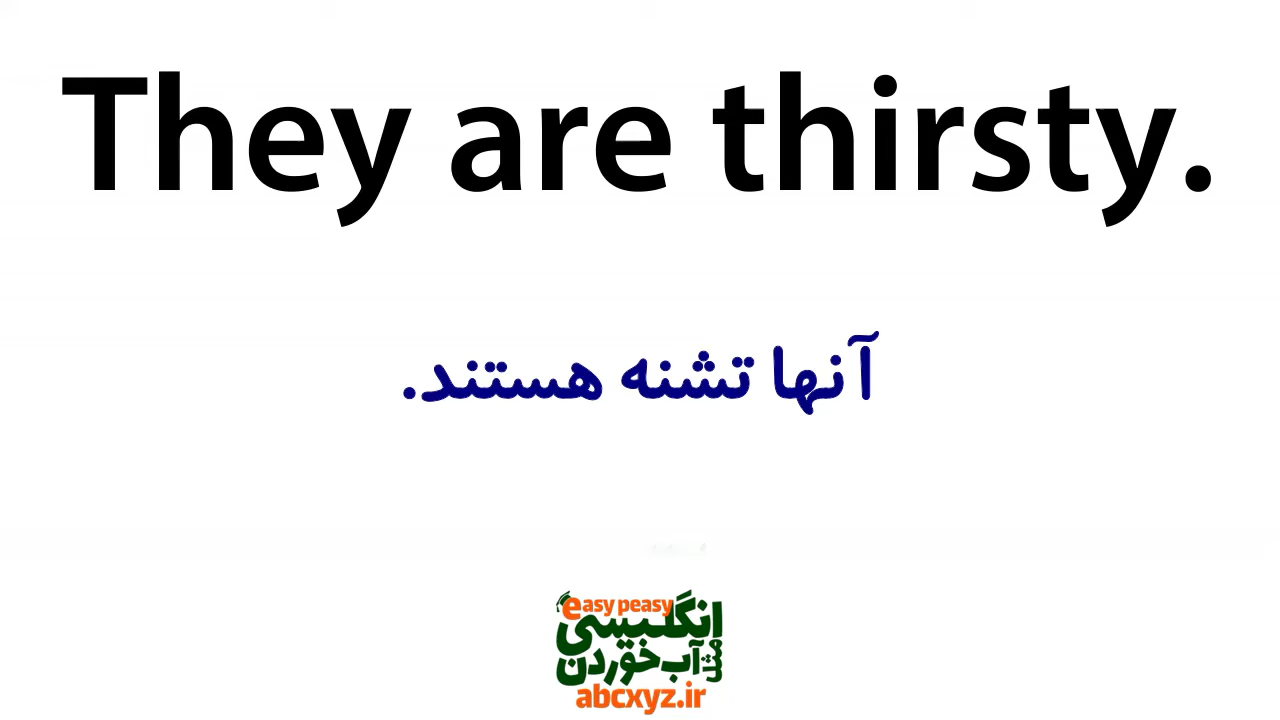 They are thirsty.
آنها تشنه هستند.
easy peasy
انگلیسی
مثل آب خوردن
abcxyz.ir